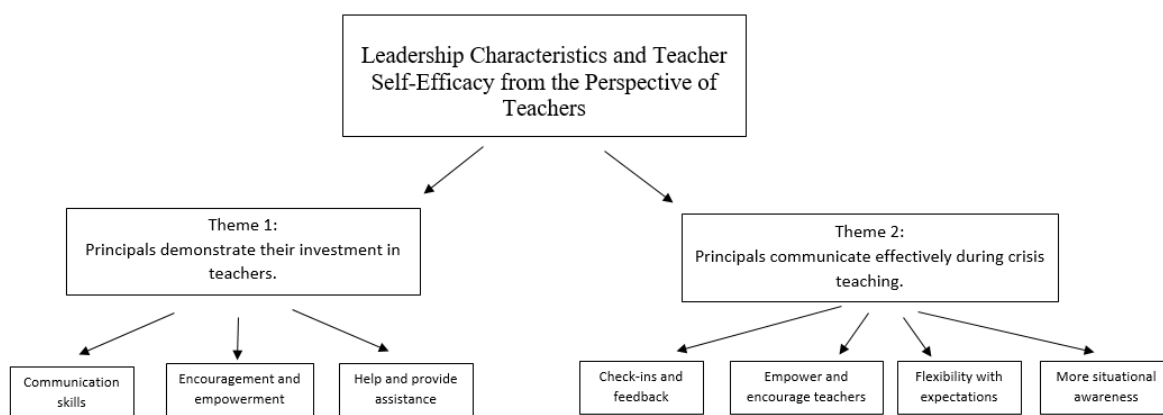 Leadership Characteristics and Teacher
Self-Efficacy from the Perspective of
Teachers
Theme 1:
Principals demonstrate their investment in
teachers.
Theme 2:
Principals communicate effectively during crisis
teaching.
Communication
skills
Encouragement and
empowerment
Help and provide
assistance
Check-ins and
feedback
Empower and
encourage teachers
Flexibility with
expectations
More situational
awareness